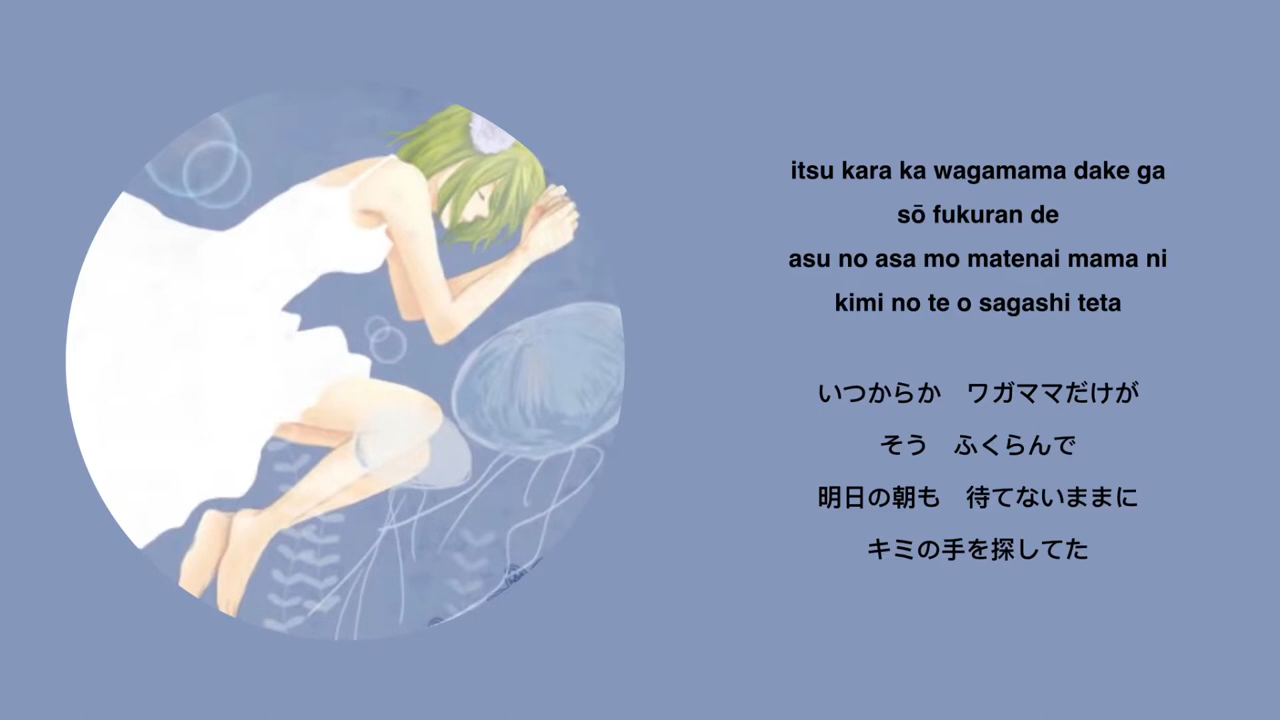 itsu kara ka wagamama dake ga
sō fukuran de
asu no asa mo matenai mama ni
kimi no te o sagashi teta
いつからか　ワガママだけが
そう　ふくらんで
明日の朝も　待てないままに
キミの手を探してた